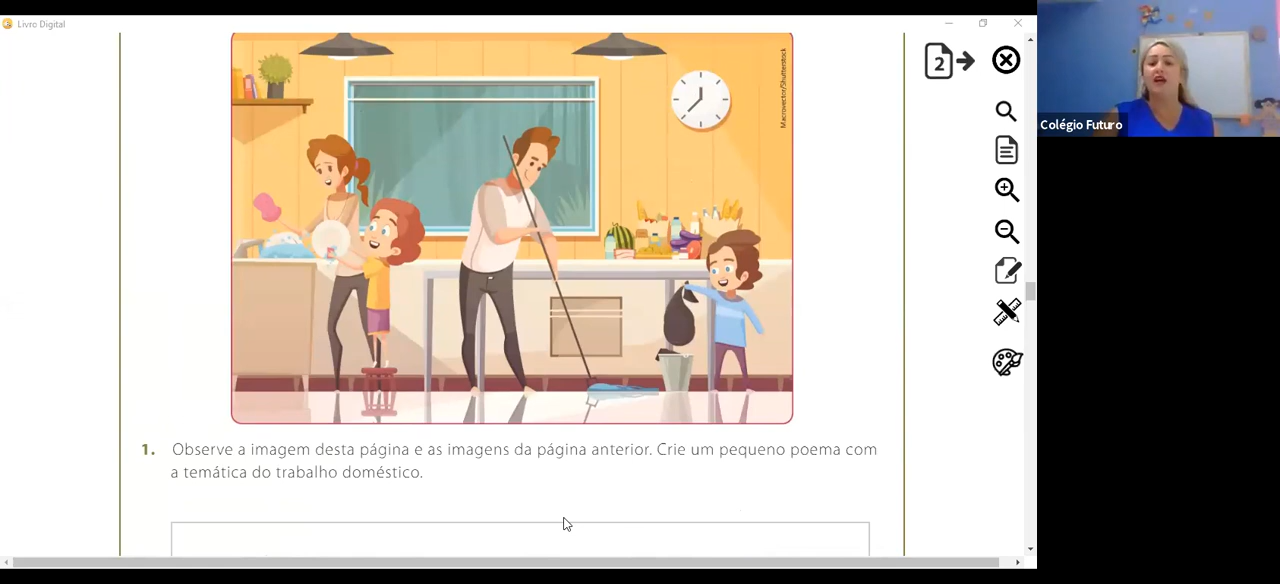 Livro Digital
Macrovector/Shutterstock
2
Colégio Futuro
1. Observe a imagem desta página e as imagens da página anterior. Crie um pequeno poema com
a temática do trabalho doméstico.